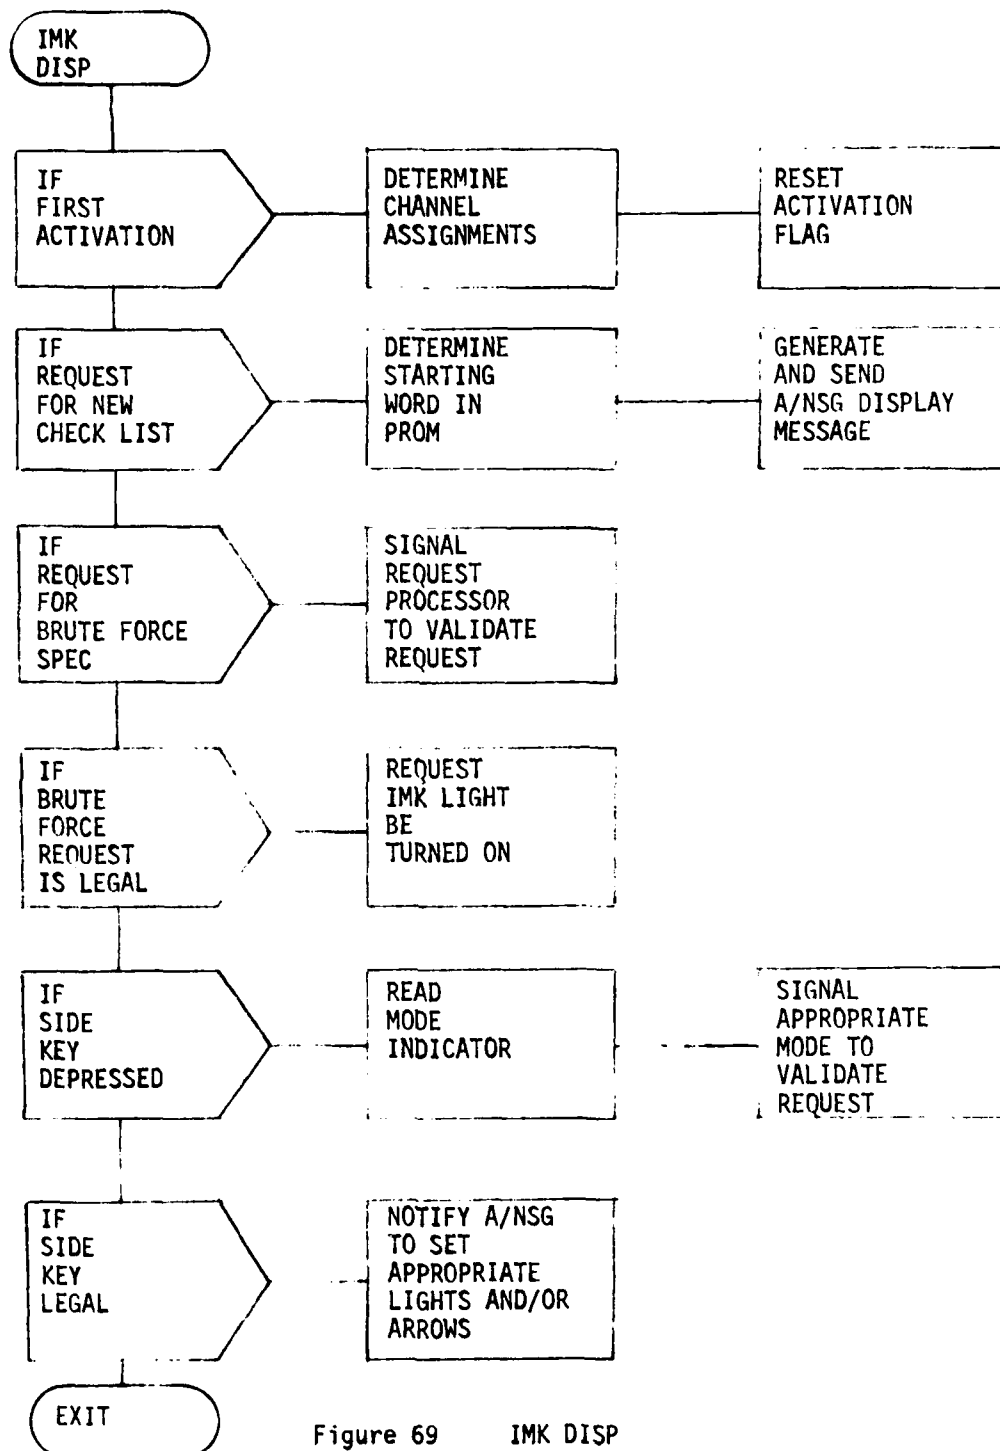 IMK
DISP
IF
FIRST
ACTIVATION
DETERMINE
CHANNEL
ASSIGNMENTS
RESET
ACTIVATION
FLAG
IF
REQUEST
FOR NEW
CHECK LIST
DETERMINE
STARTING
WORD IN
PROM
GENERATE
AND SEND
A/NSG DISPLAY
MESSAGE
IF
REQUEST
FOR
BRUTE FORCE
SPEC
SIGNAL
REQUEST
PROCESSOR
TO VALIDATE
REQUEST
IF
BRUTE
FORCE
REQUEST
IS LEGAL
REQUEST
IMK LIGHT
BE
TURNED ON
IF
SIDE
KEY
DEPRESSED
READ
MODE
INDICATOR
SIGNAL
APPROPRIATE
MODE TO
VALIDATE
REQUEST
IF
SIDE
KEY
LEGAL
NOTIFY A/NSG
TO SET
APPROPRIATE
LIGHTS AND/OR
ARROWS
EXIT
Figure 69 IMK DISP